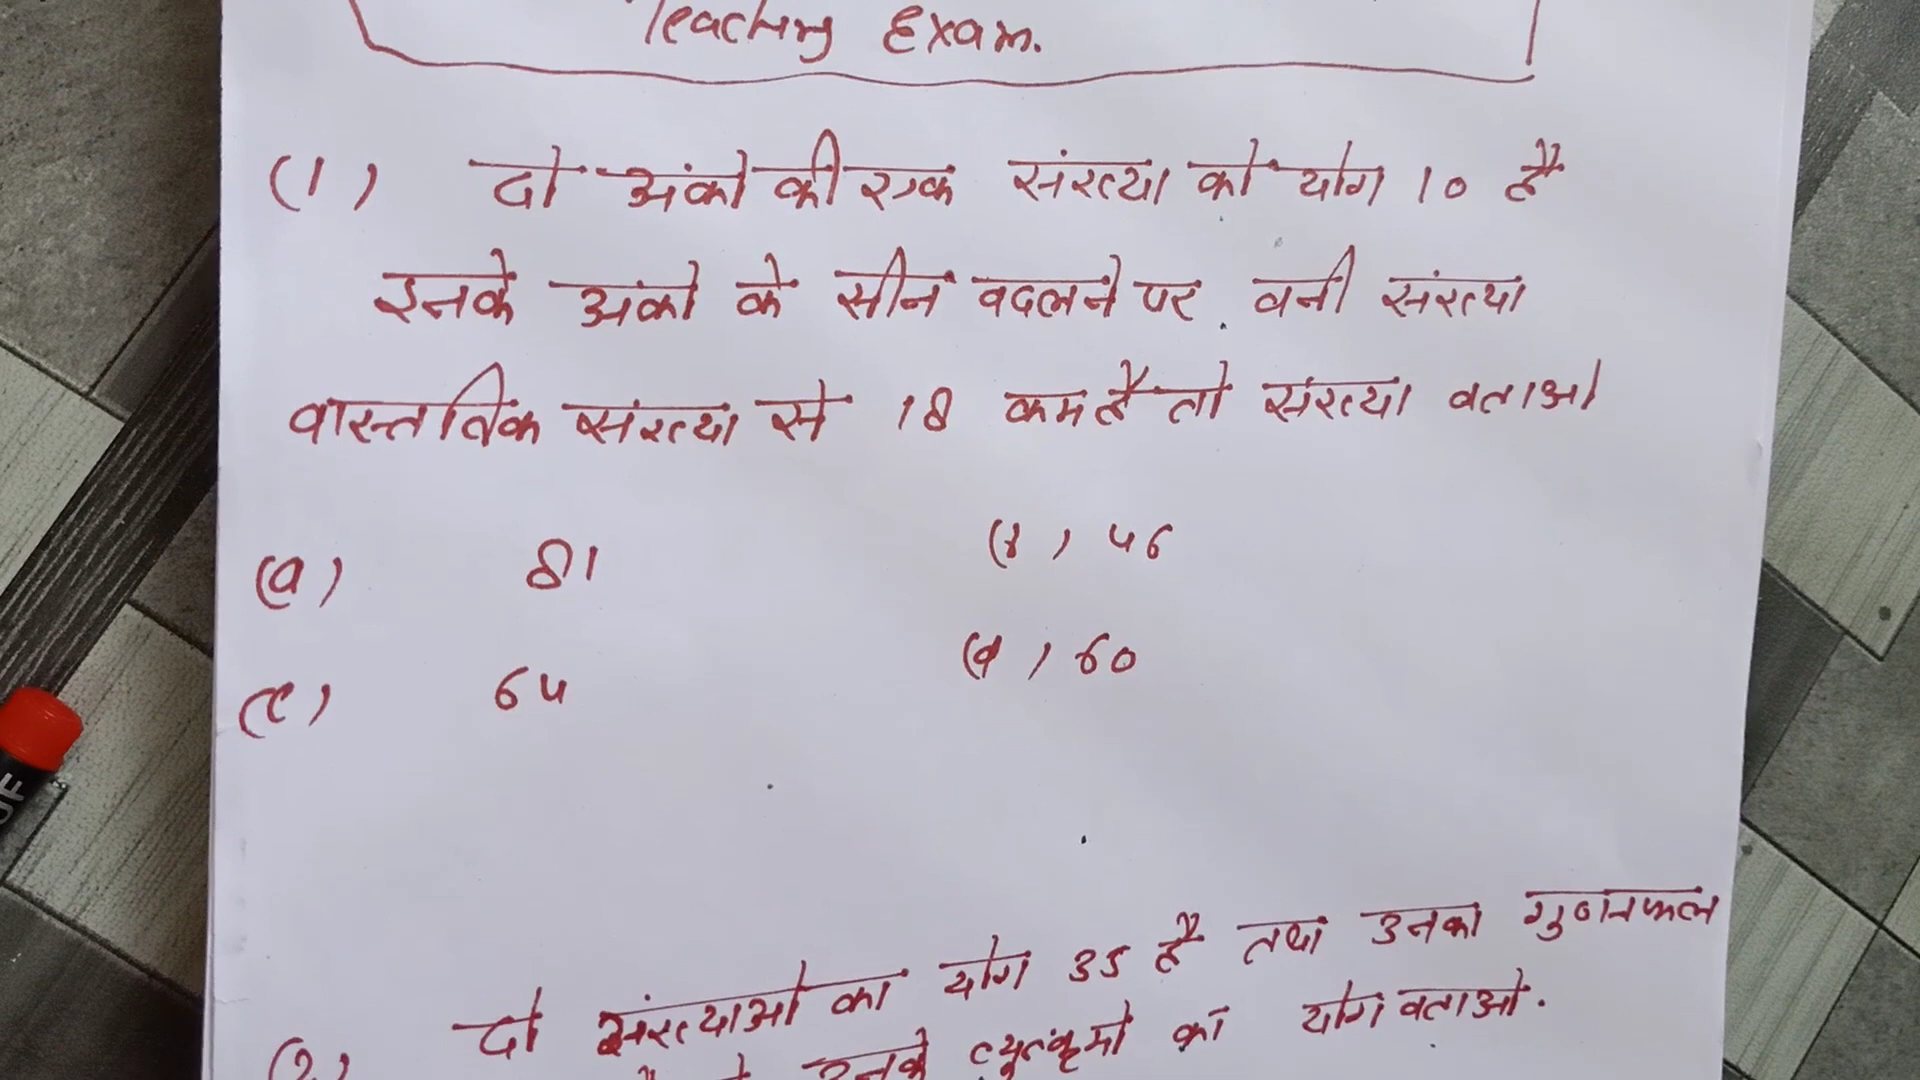 Teaching Exam.
(1) दो अंको की एक संख्या को योग 10 है
इनके अंको के सीन बदलने पर बनी संख्या
वास्तविक संख्या से 18 कम है तो संख्या बताओ
(a) 81
(b) 46
(c) 64
(d) 60
दो संख्याओ का योग 35 है तथा उनका गुणनफल
(2) उनके व्युत्क्रमो का योग बताओ.